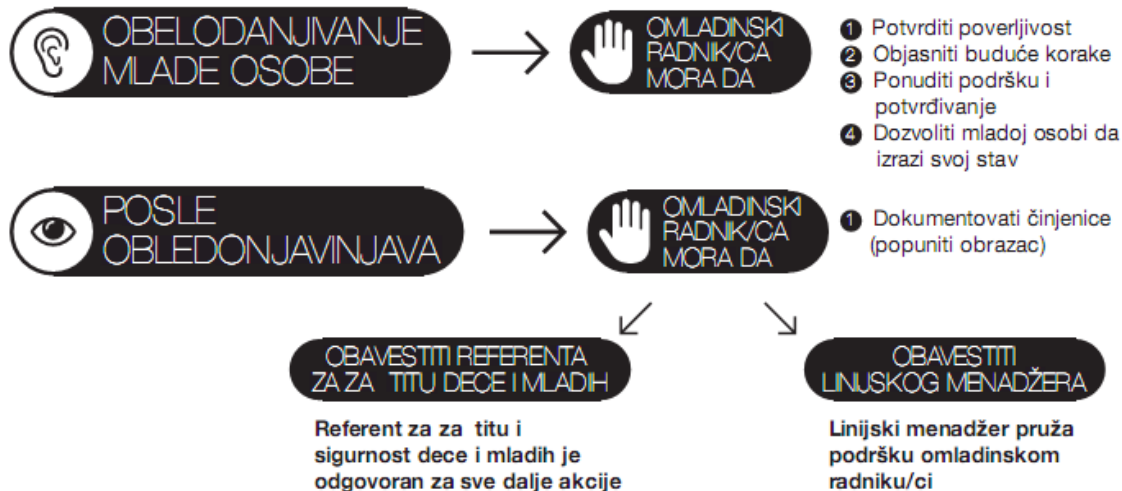 OBELODANJIVANJE
MLADE OSOBE
OMLADINSKI
RADNIK/CA
MORA DA
1 Potvrditi poverljivost
2 Objasniti buduće korake
3 Ponuditi podršku i
potvrđivanje
4 Dozvoliti mladoj osobi da
izrazi svoj stav
POSLE
OBLEDONJAVINJAVA
OMLADINSKI
RADNIK/CA
MORA DA
1 Dokumentovati činjenice
(popuniti obrazac)
OBAVESTITI REFERENTA
ZA ZA TITU DECE I MLADIH
OBAVESTITI
LINIJSKOG MENADŽERA
Referent za za titu i
sigurnost dece i mladih je
odgovoran za sve dalje akcije
Linijski menadžer pruža
podršku omladinskom
radniku/ci